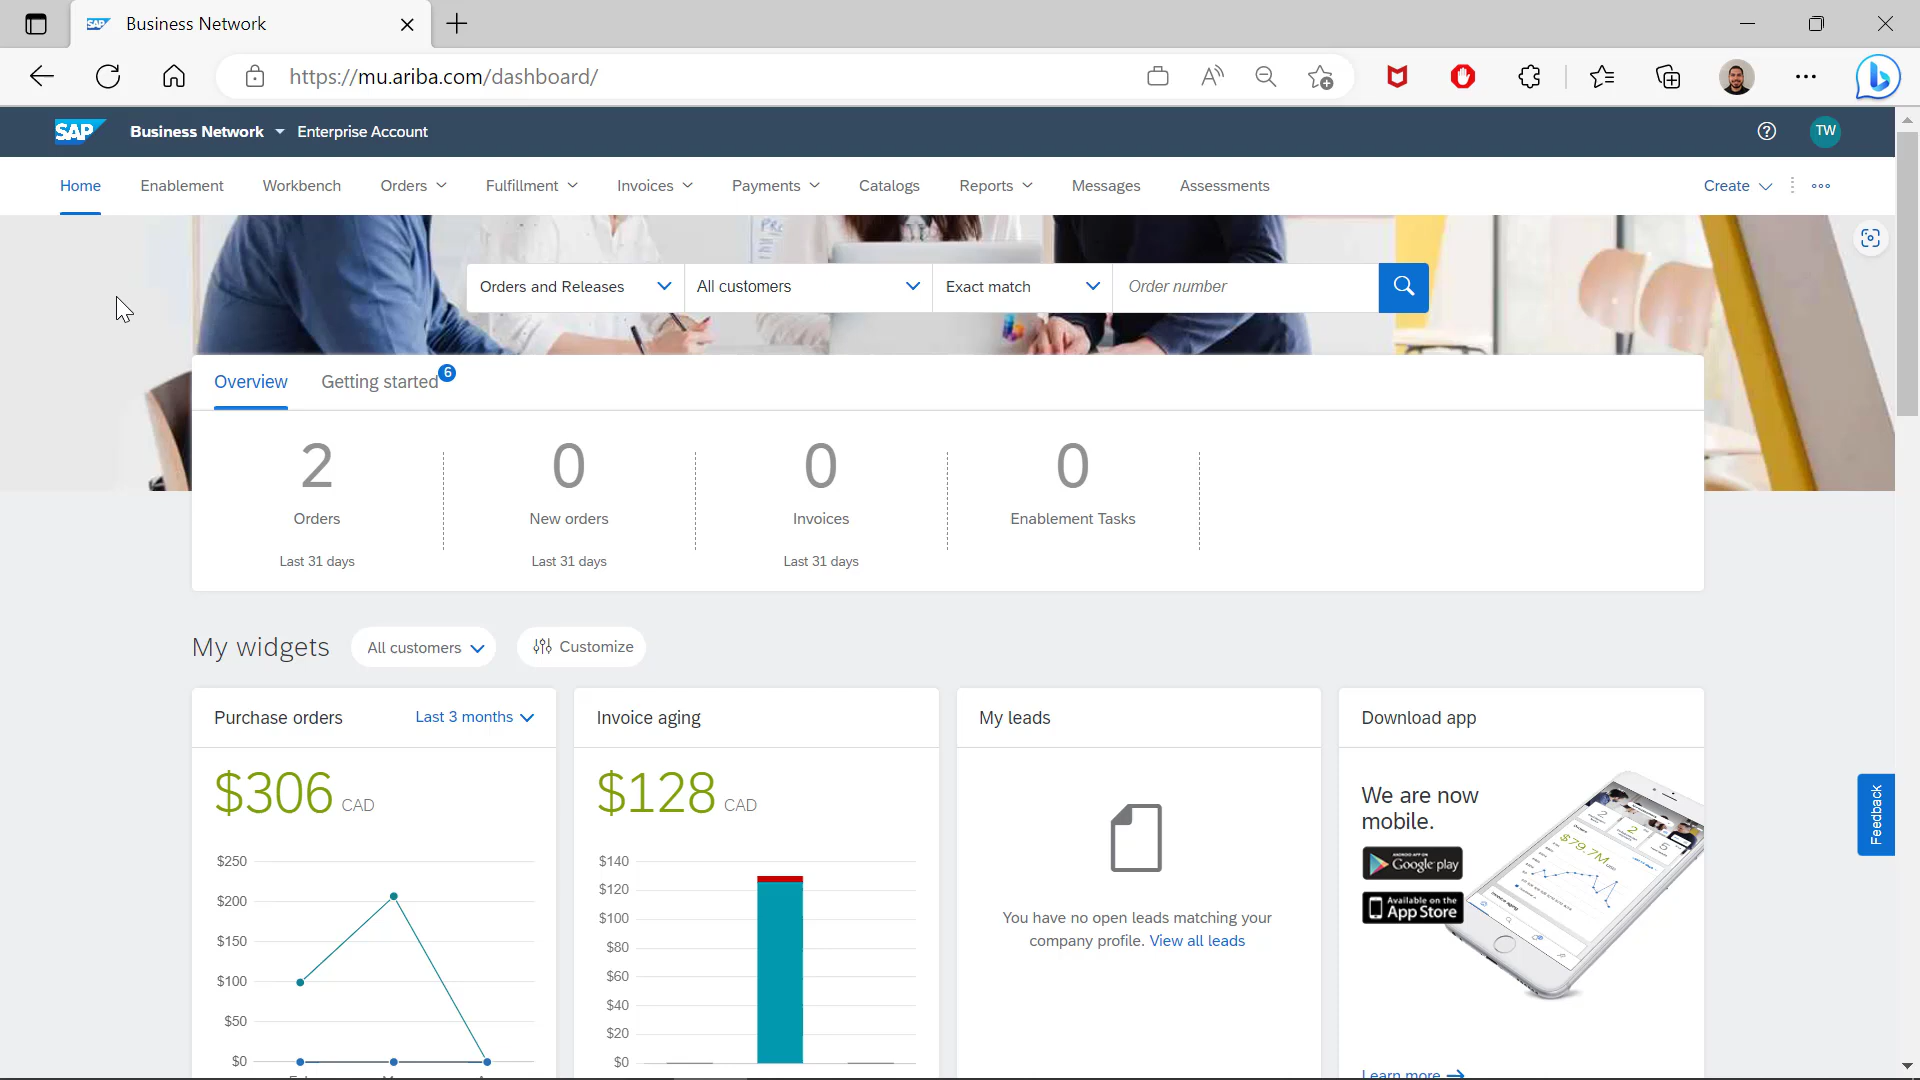 SAP Business Network
https://mu.ariba.com/dashboard/
SAP Business Network Enterprise Account
TW
Home Enablement Workbench Orders Fulfillment Invoices Payments Catalogs Reports Messages Assessments Create
Orders and Releases All customers Exact match Order number
Overview Getting started 6
2 0 0 0
Orders New orders Invoices Enablement Tasks
Last 31 days Last 31 days Last 31 days
My widgets All customers Customize
Purchase orders Last 3 months
$306 CAD
$250
$200
$150
$100
$50
$0
Invoice aging
$128 CAD
$140
$120
$100
$80
$60
$40
$20
$0
My leads
You have no open leads matching your
company profile. View all leads
Download app
We are now
mobile.
ANDROID APP ON
Google play
Available on the
App Store
$79.7M
Learn more
Feedback